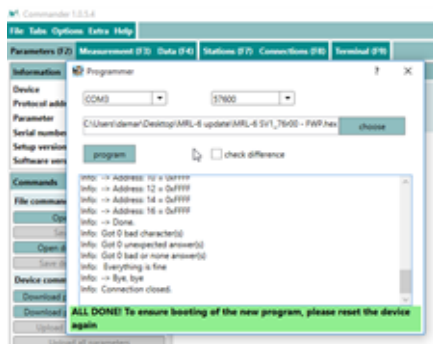 Commander 1.0.5.4
File Tabs Options Extra Help
Parameters (F2) Measurement (F3) Data (F4) Stations (F7) Connections (F8) Terminal (F9)
Information
Programmer
Device
Protocol addr
Parameter
Serial number
Setup version
Software vers
COM3
57600
C:\Users\damar\Desktop\MRL-6 update\MRL-6 SV1_76r00 - FWP.hex
choose
program
check difference
Commands
File comman
Ope
Sav
Open d
Save de
Device comm
Download p
Download p
Upload
Upload all parameters
Info: --> Address: 10 = 0xFFFF
Info: --> Address: 12 = 0xFFFF
Info: --> Address: 14 = 0xFFFF
Info: --> Address: 16 = 0xFFFF
Info: --> Done.
Info: Got 0 bad character(s)
Info: Got 0 unexpected answer(s)
Info: Got 0 bad or none answer(s)
Info: Everything is fine
Info: --> Bye, bye
Info: Connection closed.
ALL DONE! To ensure booting of the new program, please reset the device
again